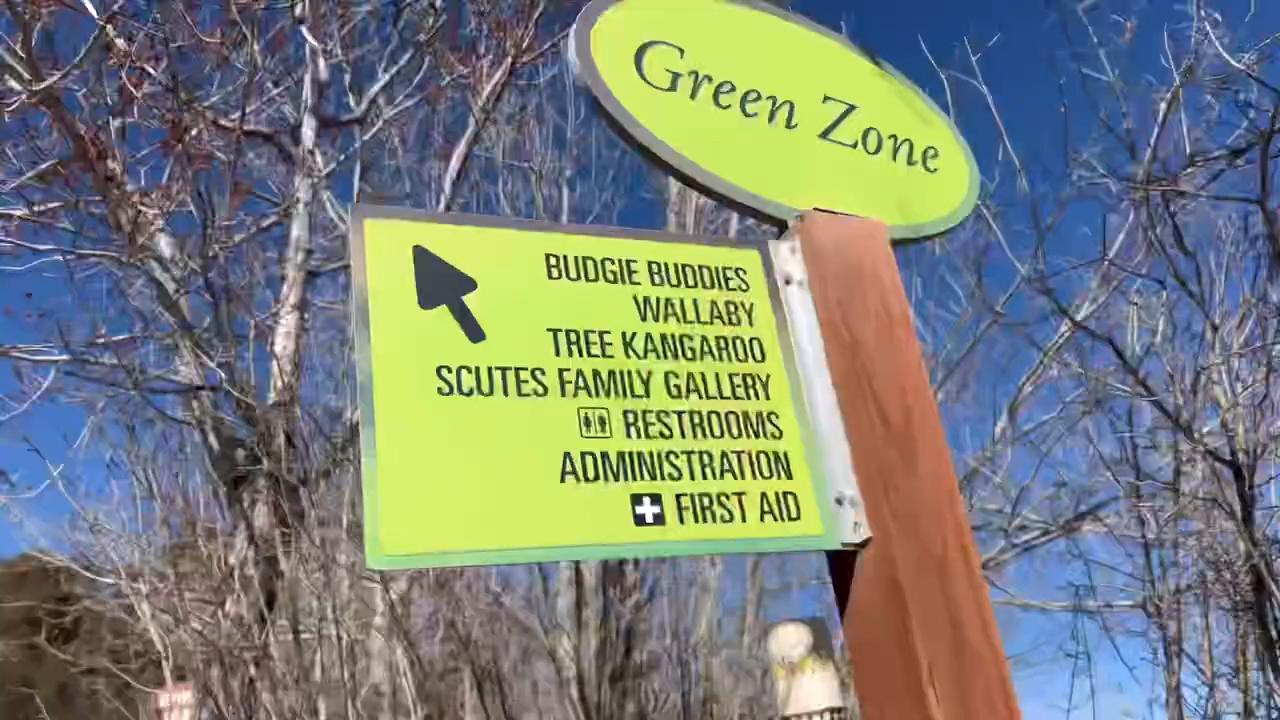 Green Zone
BUDGIE BUDDIES
WALLABY
TREE KANGAROO
SCUTES FAMILY GALLERY
RESTROOMS
ADMINISTRATION
FIRST AID